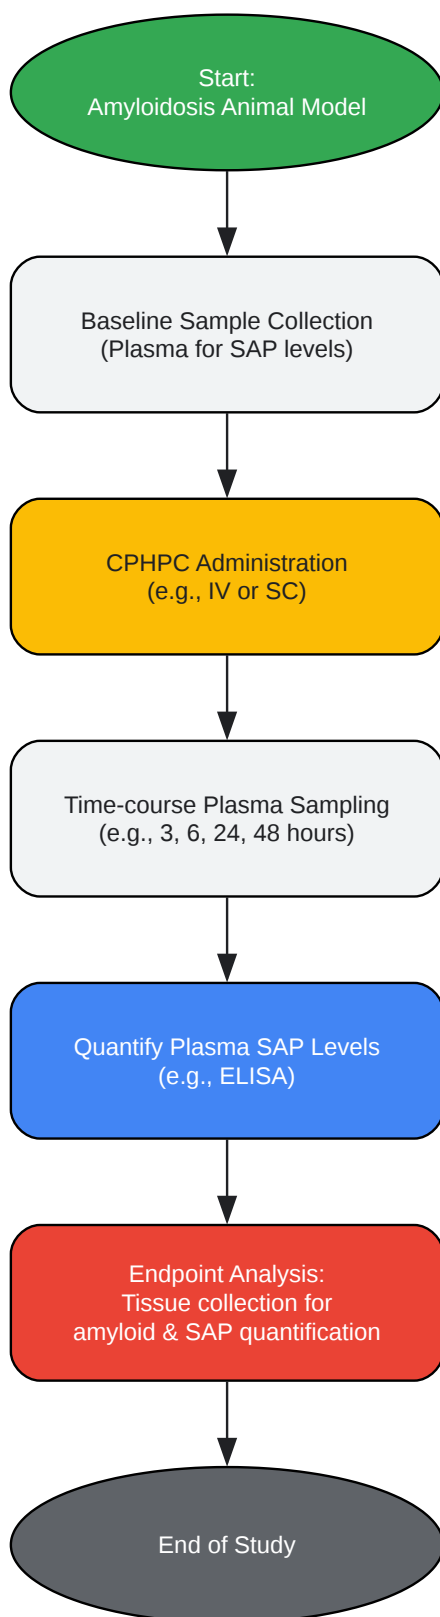 Start:
Amyloidosis Animal Model
Baseline Sample Collection
(Plasma for SAP levels)
CPHPC Administration
(e.g., IV or SC)
Time-course Plasma Sampling
(e.g., 3, 6, 24, 48 hours)
Quantify Plasma SAP Levels
(e.g., ELISA)
Endpoint Analysis:
Tissue collection for
amyloid & SAP quantification
End of Study